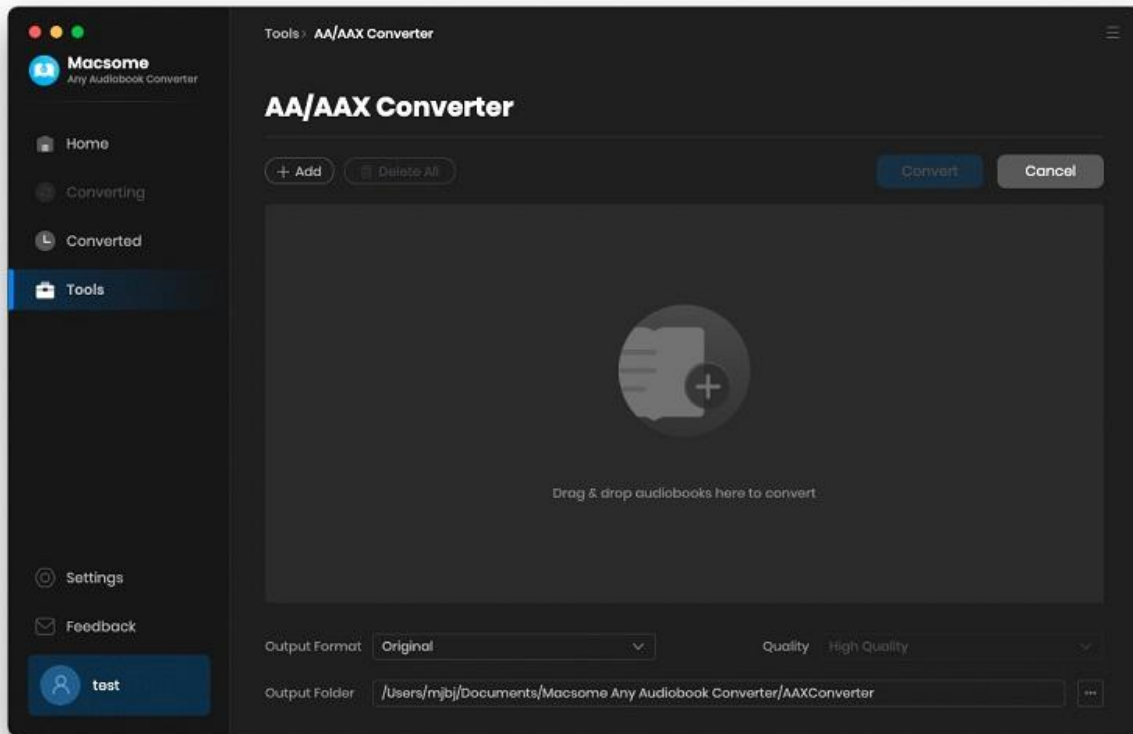 Macsome
Any Audiobook Converter
Home
Converting
Converted
Tools
Settings
Feedback
test
Tools › AA/AAX Converter
AA/AAX Converter
+ Add
Delete All
Convert
Cancel
Drag & drop audiobooks here to convert
Output Format Original
Quality High Quality
Output Folder /Users/mjbj/Documents/Macsome Any Audiobook Converter/AAXConverter